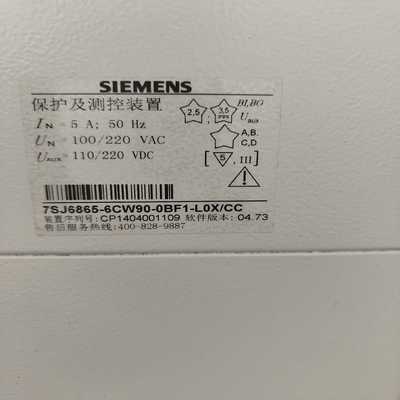 SIEMENS
保护及测控装置
IN = 5 A; 50 Hz
UN = 100/220 VAC
UAUX= 110/220 VDC
2,5
3,5 PPS
BI,BO
UAUX
A,B,
C,D
[5, III]
7SJ6865-6CW90-0BF1-L0X/CC
装置序列号: CP1404001109 软件版本: 04.73
售后服务热线:400-828-9887